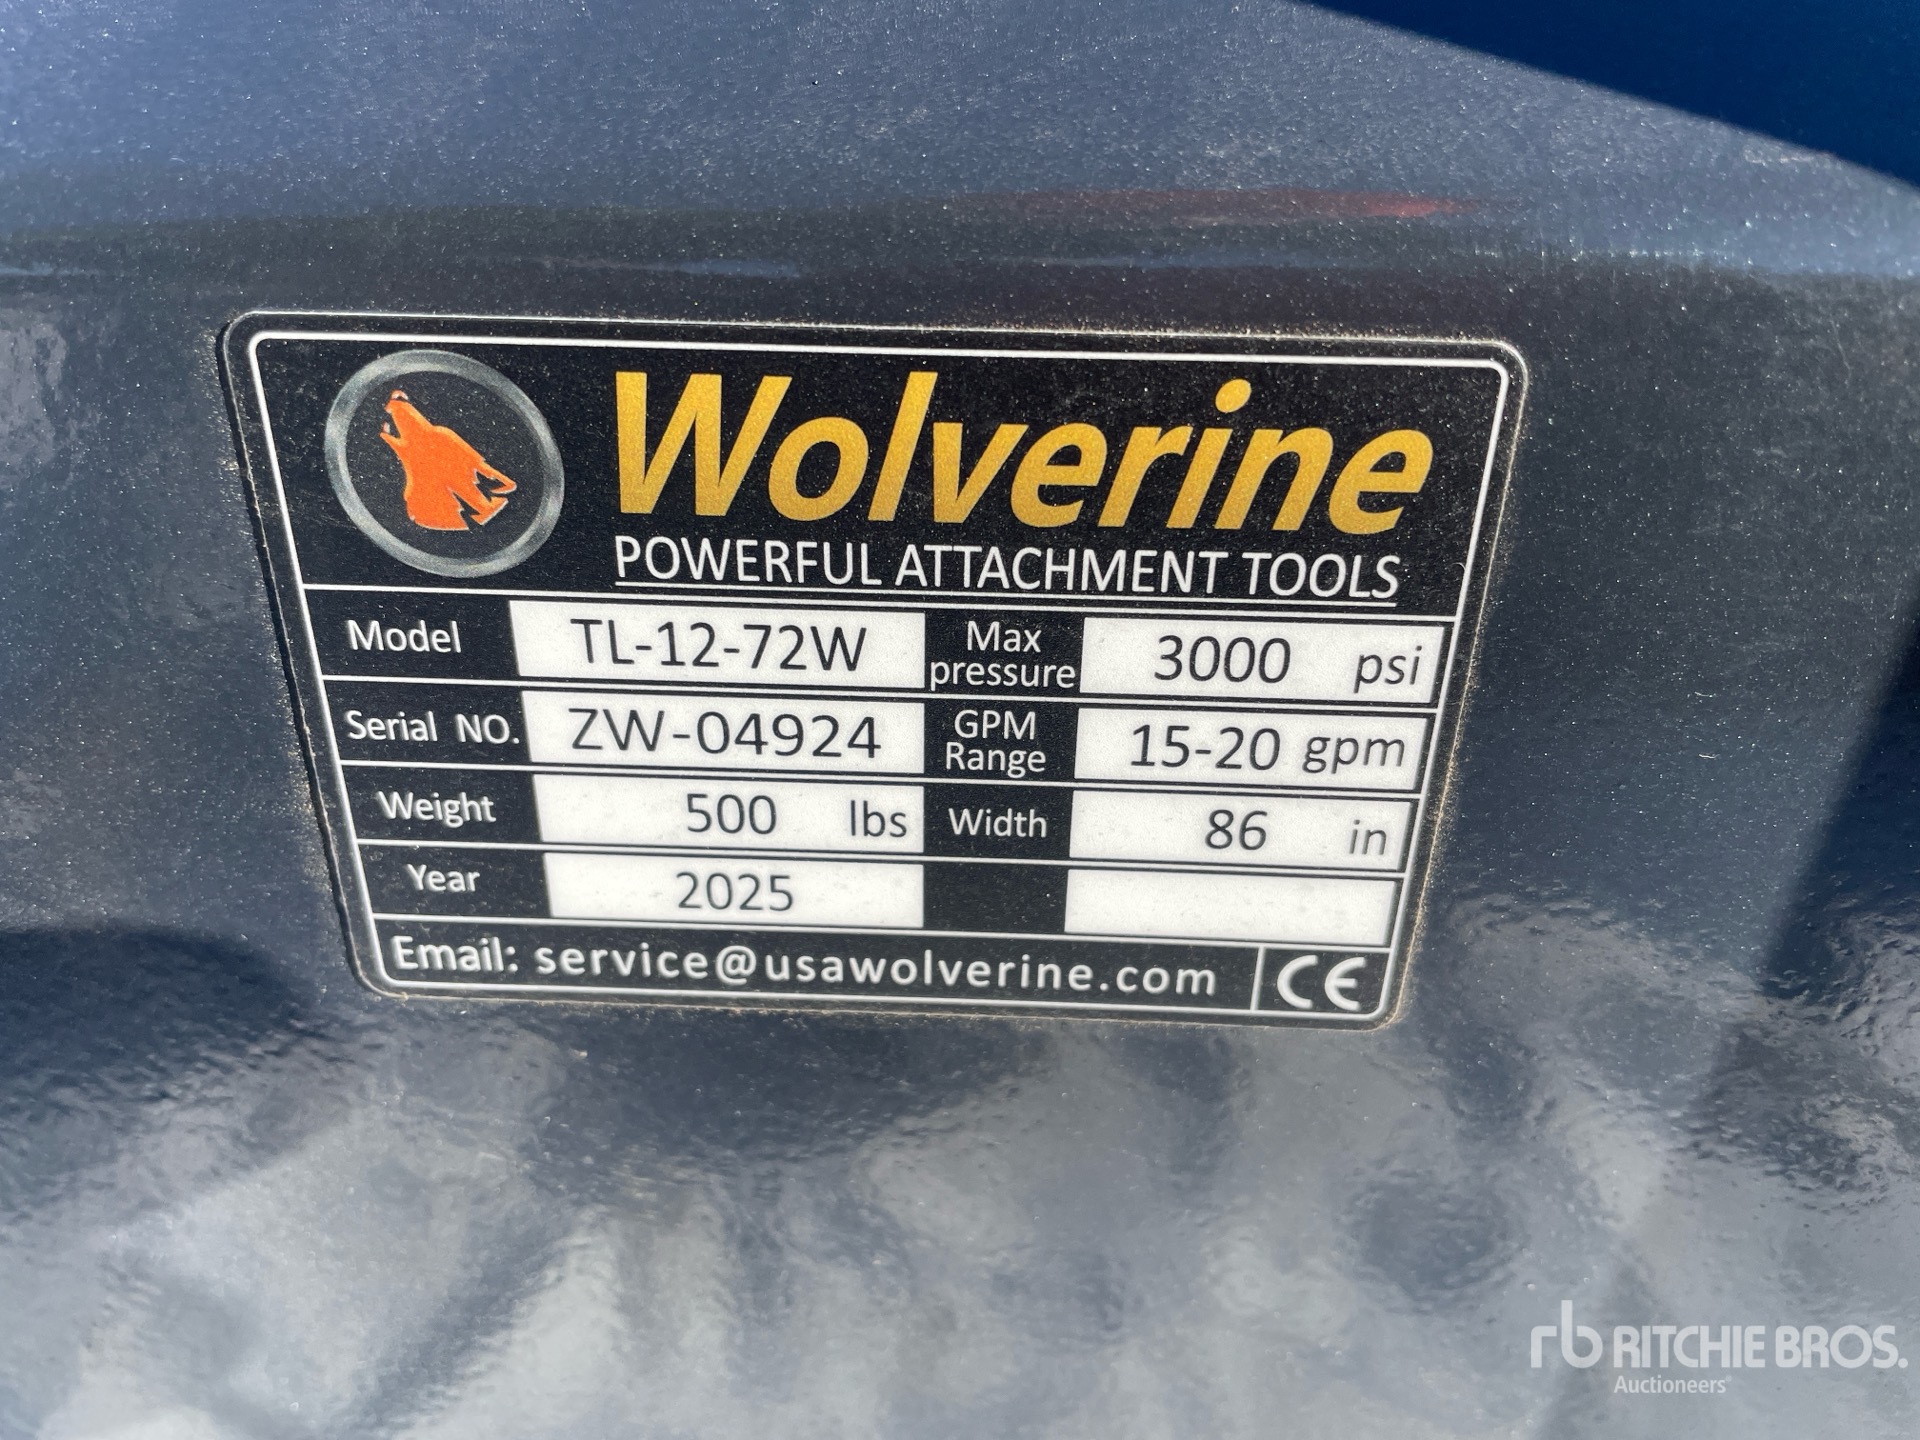 Wolverine
POWERFUL ATTACHMENT TOOLS
Model TL-12-72W Max pressure 3000 psi
Serial NO. ZW-04924 GPM Range 15-20 gpm
Weight 500 lbs Width 86 in
Year 2025
Email: service@usawolverine.com CE
rb RITCHIE BROS.
Auctioneers